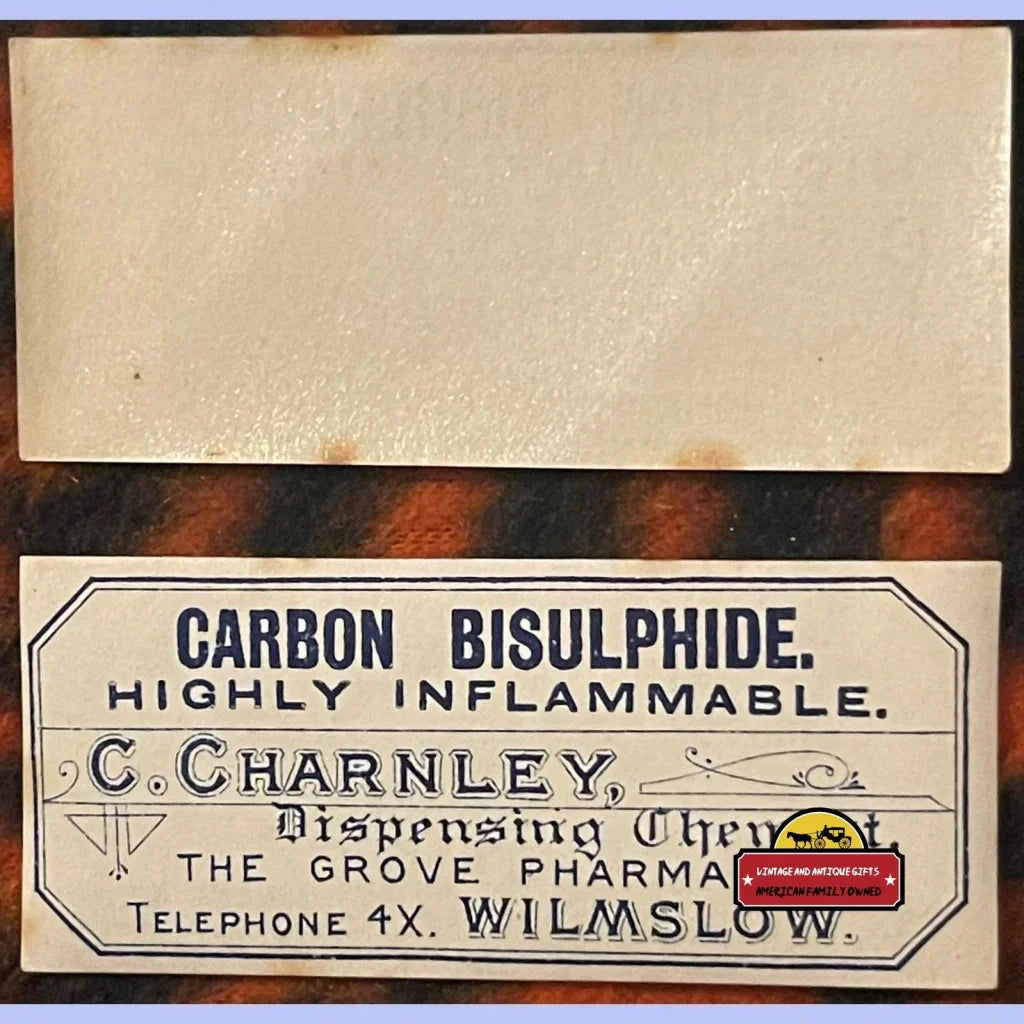 CARBON BISULPHIDE.
HIGHLY INFLAMMABLE.
C. CHARNLEY,
Dispensing
THE GROVE
TELEPHONE 4X. WILMSLOW.
VINTAGE AND ANTIQUE GIFTS
AMERICAN FAMILY OWNED